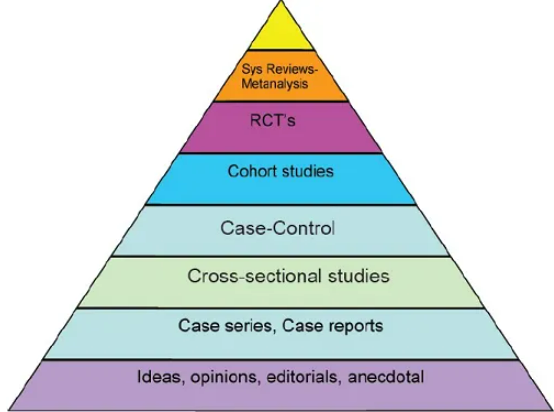 Sys Reviews-
Metanalysis
RCT's
Cohort studies
Case-Control
Cross-sectional studies
Case series, Case reports
Ideas, opinions, editorials, anecdotal